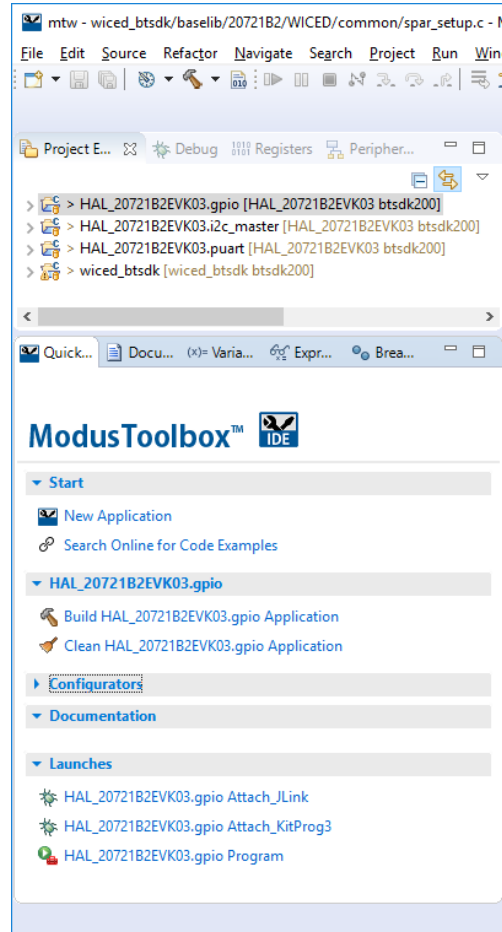 mtw - wiced_btsdk/baselib/20721B2/WICED/common/spar_setup.c -
File Edit Source Refactor Navigate Search Project Run Win
Project E... Debug Registers Peripher...
> HAL_20721B2EVK03.gpio [HAL_20721B2EVK03 btsdk200]
> HAL_20721B2EVK03.i2c_master [HAL_20721B2EVK03 btsdk200]
> HAL_20721B2EVK03.puart [HAL_20721B2EVK03 btsdk200]
> wiced_btsdk [wiced_btsdk btsdk200]
Quick... Docu... (x)= Varia... Expr... Brea...
ModusToolbox™ IDE
Start
New Application
Search Online for Code Examples
HAL_20721B2EVK03.gpio
Build HAL_20721B2EVK03.gpio Application
Clean HAL_20721B2EVK03.gpio Application
Configurators
Documentation
Launches
HAL_20721B2EVK03.gpio Attach_JLink
HAL_20721B2EVK03.gpio Attach_KitProg3
HAL_20721B2EVK03.gpio Program